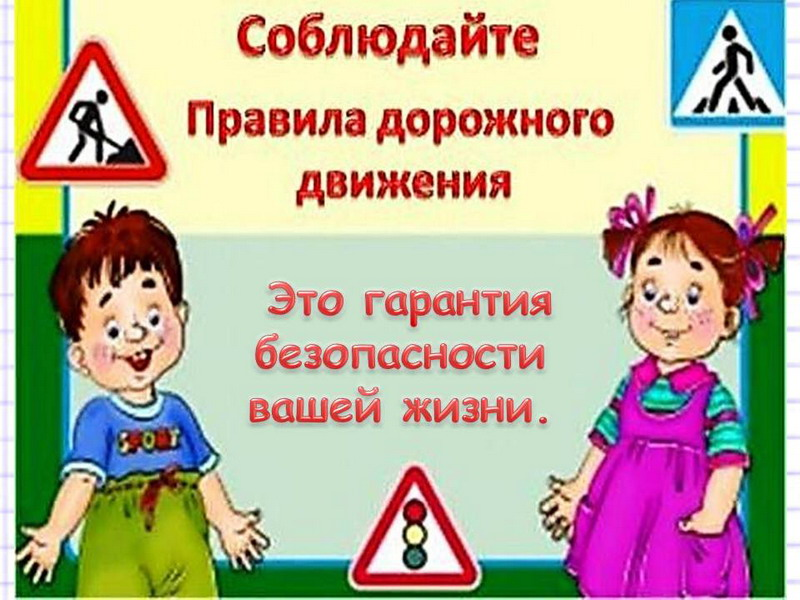 Соблюдайте
Правила дорожного
движения
Это гарантия
безопасности
вашей жизни.
SPORT